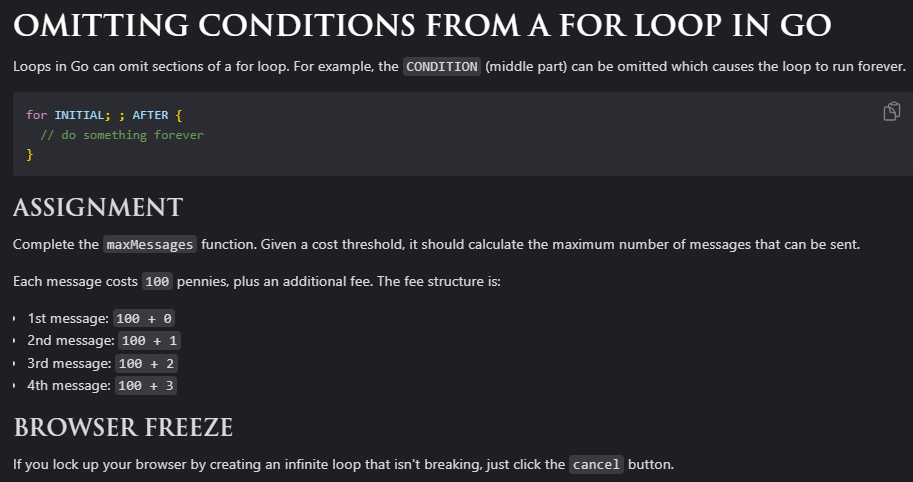 OMITTING CONDITIONS FROM A FOR LOOP IN GO
Loops in Go can omit sections of a for loop. For example, the CONDITION (middle part) can be omitted which causes the loop to run forever.
for INITIAL; ; AFTER {
  // do something forever
}
ASSIGNMENT
Complete the maxMessages function. Given a cost threshold, it should calculate the maximum number of messages that can be sent.
Each message costs 100 pennies, plus an additional fee. The fee structure is:
• 1st message: 100 + 0
• 2nd message: 100 + 1
• 3rd message: 100 + 2
• 4th message: 100 + 3
BROWSER FREEZE
If you lock up your browser by creating an infinite loop that isn't breaking, just click the cancel button.